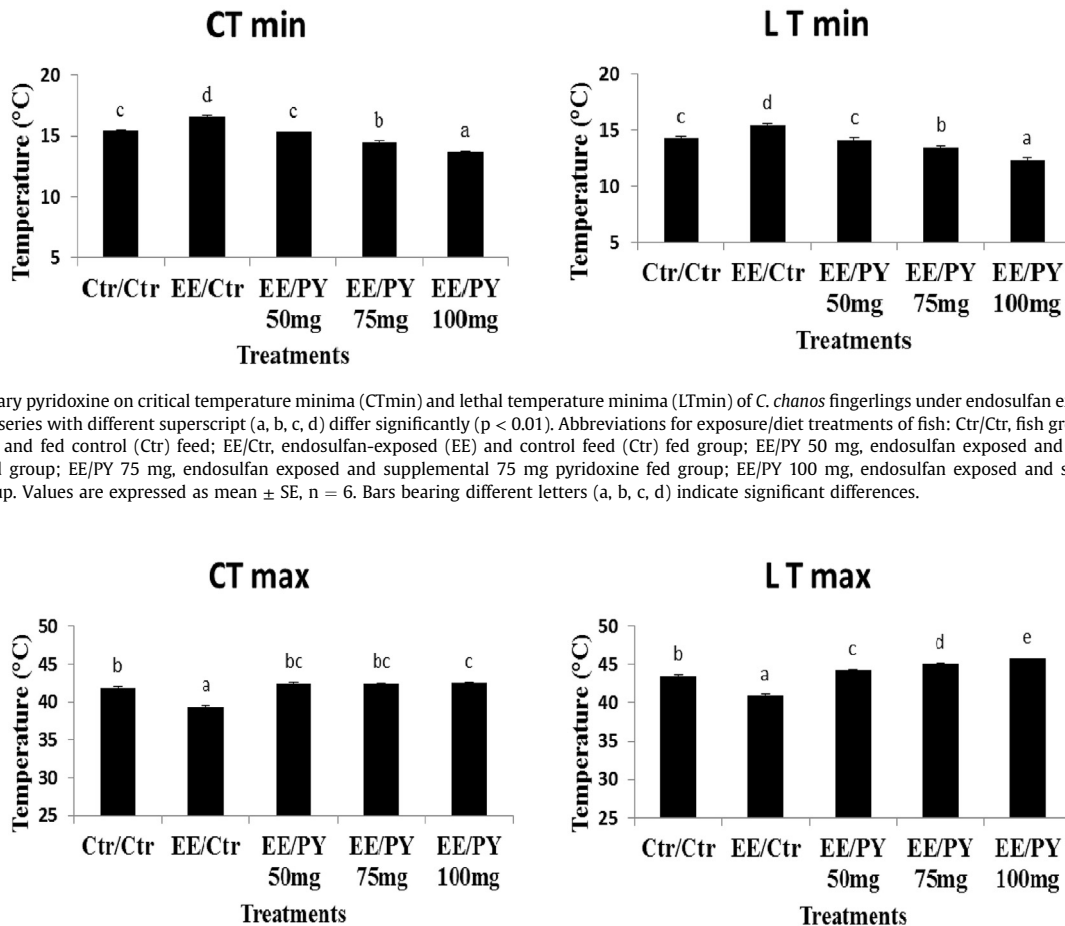 CT min
Temperature (°C)
20
15
10
5
c
d
c
b
a
Ctr/Ctr EE/Ctr EE/PY EE/PY EE/PY
50mg 75mg 100mg
Treatments
L T min
Temperature (°C)
20
15
10
5
c
d
c
b
a
Ctr/Ctr EE/Ctr EE/PY EE/PY EE/PY
50mg 75mg 100mg
Treatments
ary pyridoxine on critical temperature minima (CTmin) and lethal temperature minima (LTmin) of C. chanos fingerlings under endosulfan e
series with different superscript (a, b, c, d) differ significantly (p < 0.01). Abbreviations for exposure/diet treatments of fish: Ctr/Ctr, fish gr
and fed control (Ctr) feed; EE/Ctr, endosulfan-exposed (EE) and control feed (Ctr) fed group; EE/PY 50 mg, endosulfan exposed and
d group; EE/PY 75 mg, endosulfan exposed and supplemental 75 mg pyridoxine fed group; EE/PY 100 mg, endosulfan exposed and s
up. Values are expressed as mean ± SE, n = 6. Bars bearing different letters (a, b, c, d) indicate significant differences.
CT max
Temperature (°C)
50
45
40
35
30
25
b
a
bc
bc
c
Ctr/Ctr EE/Ctr EE/PY EE/PY EE/PY
50mg 75mg 100mg
Treatments
L T max
Temperature (°C)
50
45
40
35
30
25
b
a
c
d
e
Ctr/Ctr EE/Ctr EE/PY EE/PY EE/PY
50mg 75mg 100mg
Treatments